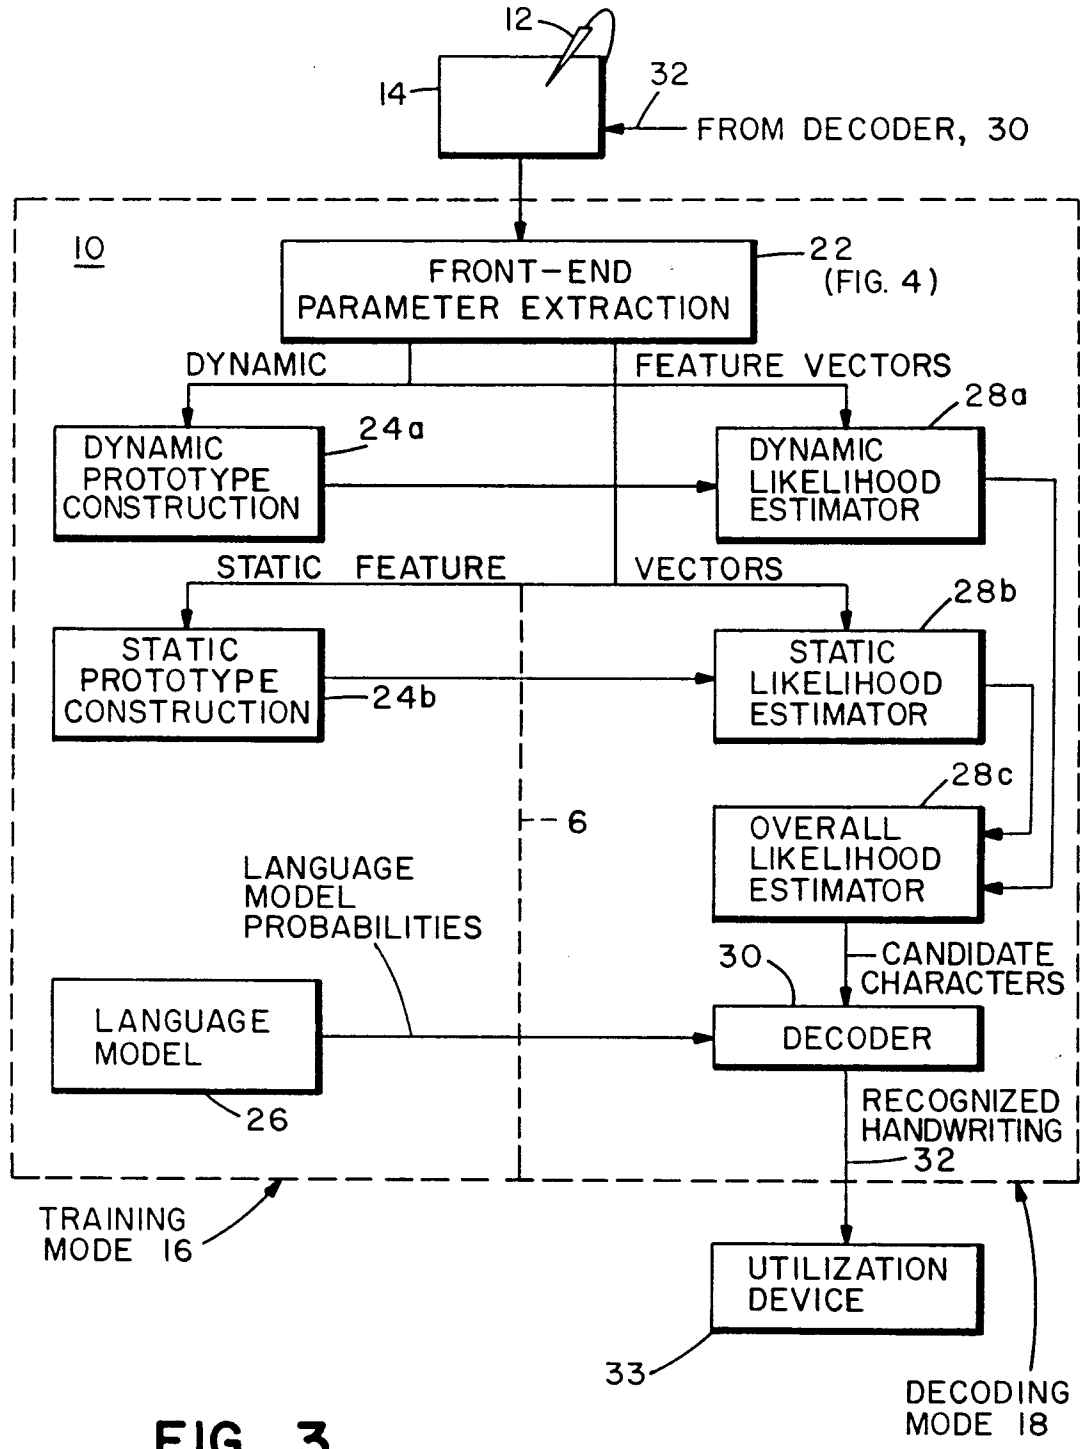 12
14
32
FROM DECODER, 30
10
22
(FIG. 4)
FRONT-END
PARAMETER EXTRACTION
DYNAMIC FEATURE VECTORS
24a
28a
DYNAMIC
PROTOTYPE
CONSTRUCTION
DYNAMIC
LIKELIHOOD
ESTIMATOR
STATIC FEATURE VECTORS
28b
STATIC
PROTOTYPE
CONSTRUCTION
24b
STATIC
LIKELIHOOD
ESTIMATOR
28c
6
OVERALL
LIKELIHOOD
ESTIMATOR
LANGUAGE
MODEL
PROBABILITIES
30
CANDIDATE
CHARACTERS
LANGUAGE
MODEL
DECODER
26
RECOGNIZED
HANDWRITING
32
TRAINING
MODE 16
UTILIZATION
DEVICE
33
DECODING
MODE 18
FIG. 3